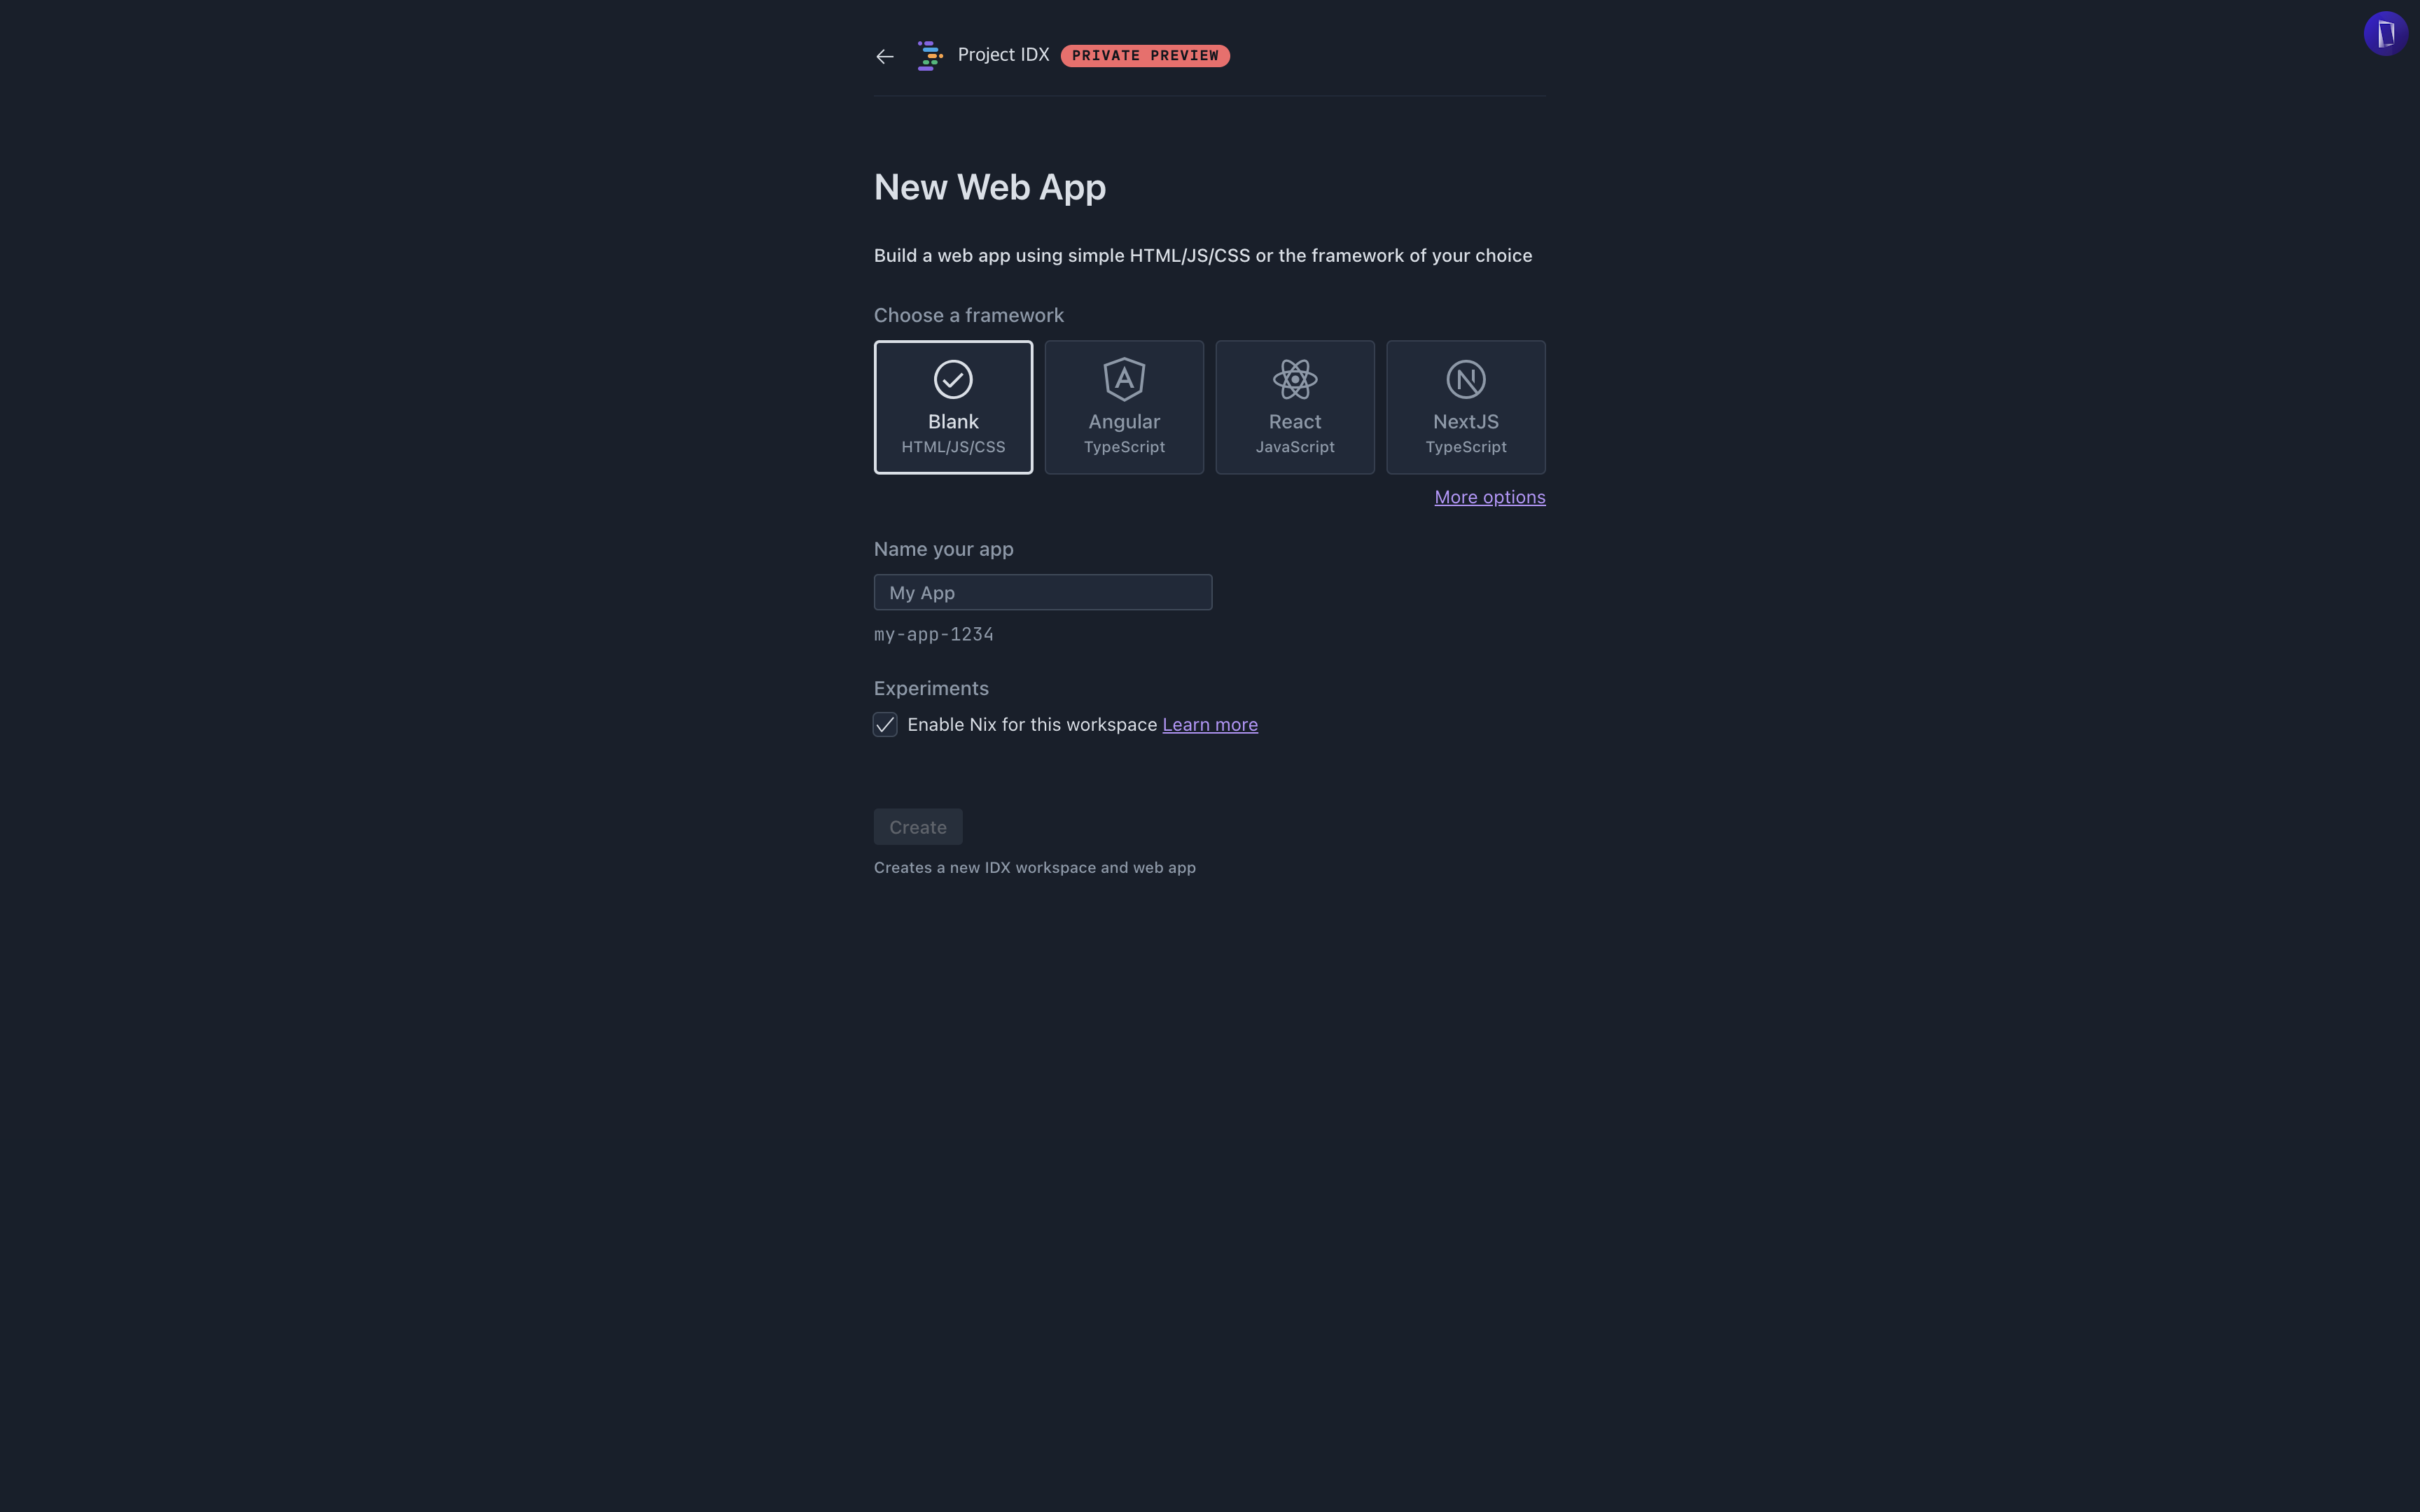 Project IDX PRIVATE PREVIEW
New Web App
Build a web app using simple HTML/JS/CSS or the framework of your choice
Choose a framework
Blank
HTML/JS/CSS
Angular
TypeScript
React
JavaScript
NextJS
TypeScript
More options
Name your app
My App
my-app-1234
Experiments
Enable Nix for this workspace Learn more
Create
Creates a new IDX workspace and web app